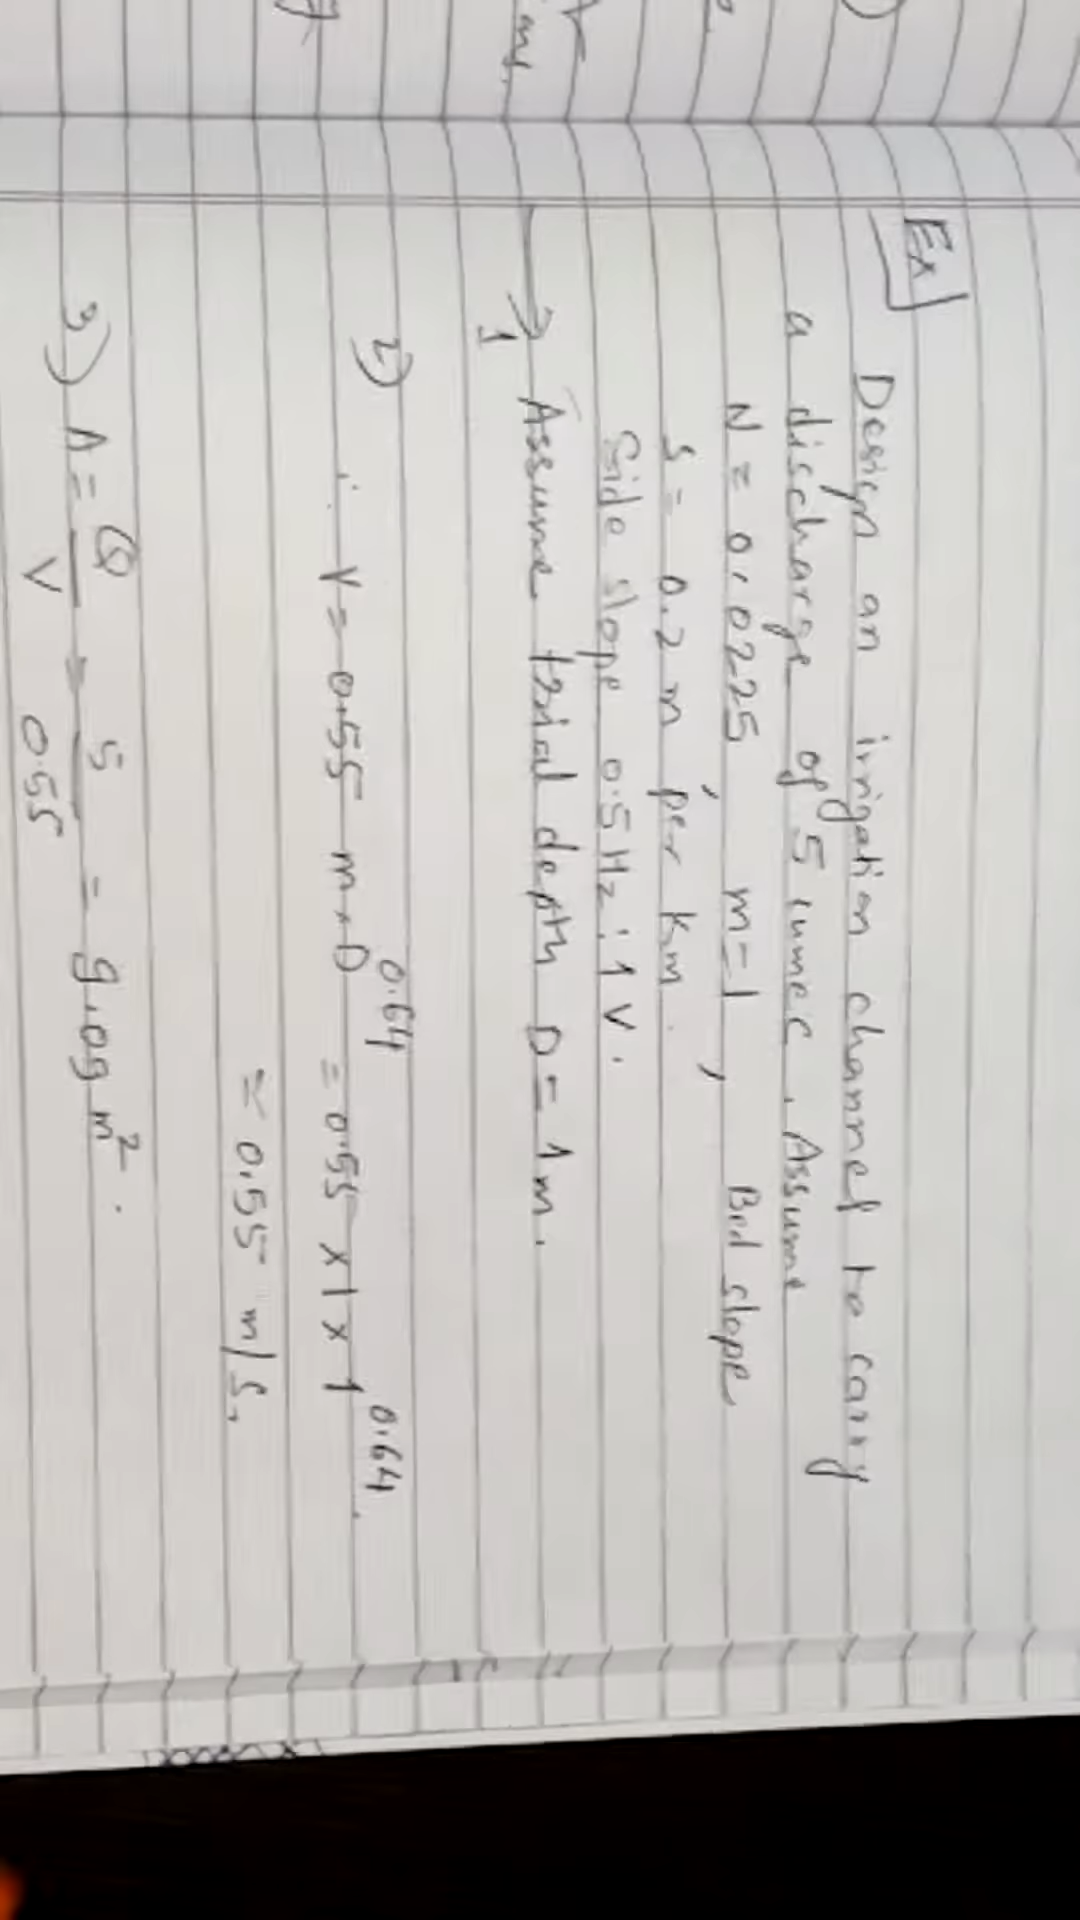 Ex
Design an irrigation channel to carry
a discharge of 5 cumec. Assume
N = 0.0225, m=1, Bed slope
S = 0.2 m per Km.
Side slope 0.5 Hz : 1 V.
→ 1 Assume trial depth D = 1 m.
2)
∴ V = 0.55 m × D^0.64 = 0.55 × 1 × 1^0.64.
= 0.55 m/s.
3) A = Q/V = 5/0.55 = 9.09 m².